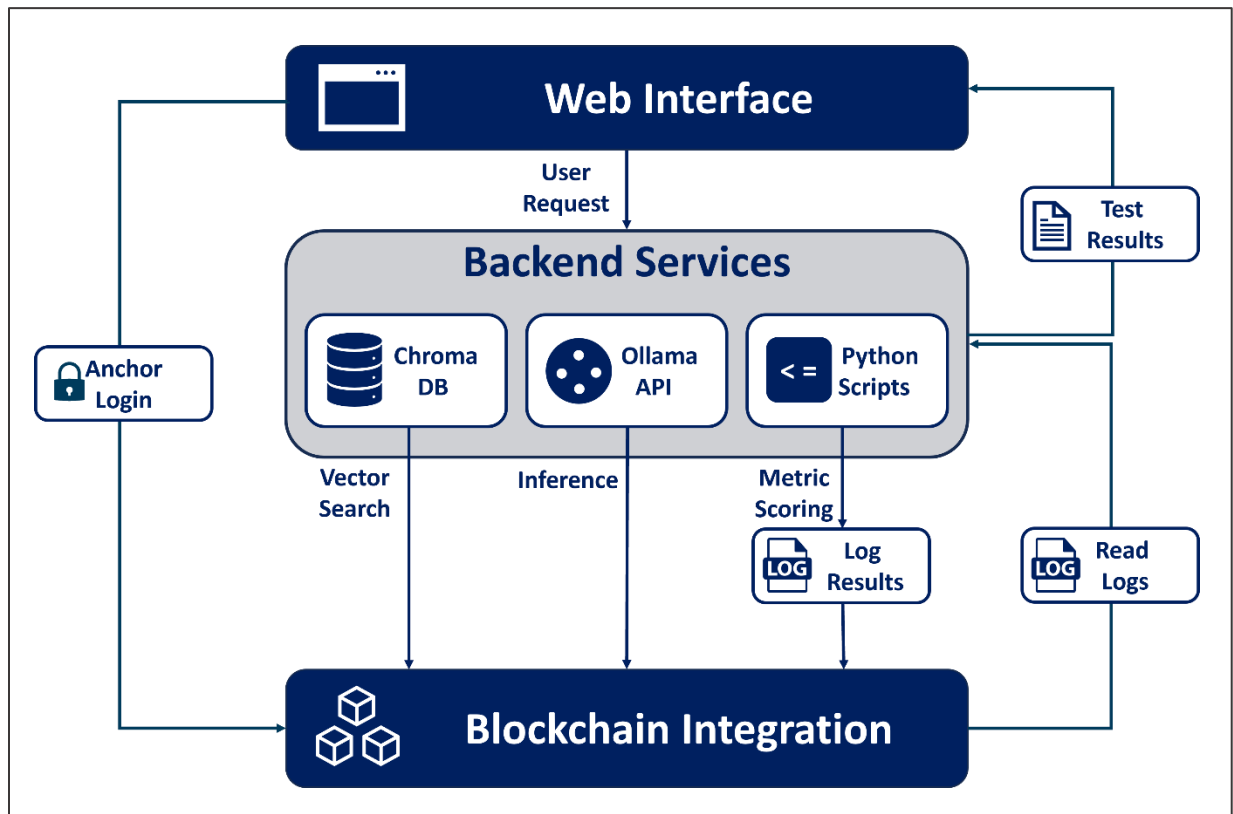 Web Interface
User
Request
Test
Results
Backend Services
Chroma
DB
Ollama
API
< =
Python
Scripts
Anchor
Login
Vector
Search
Inference
Metric
Scoring
LOG
Log
Results
LOG
Read
Logs
Blockchain Integration